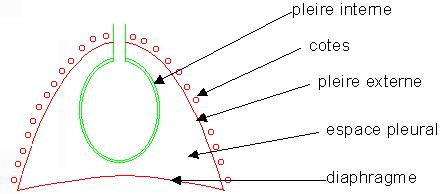 pleire interne
cotes
pleire externe
espace pleural
diaphragme